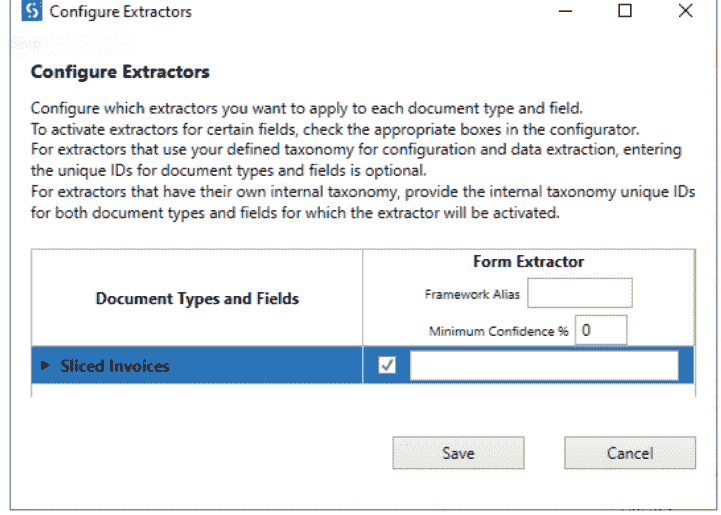 Configure Extractors
Configure Extractors
Configure which extractors you want to apply to each document type and field.
To activate extractors for certain fields, check the appropriate boxes in the configurator.
For extractors that use your defined taxonomy for configuration and data extraction, entering
the unique IDs for document types and fields is optional.
For extractors that have their own internal taxonomy, provide the internal taxonomy unique IDs
for both document types and fields for which the extractor will be activated.
Document Types and Fields
Form Extractor
Framework Alias
Minimum Confidence % 0
Sliced Invoices
Save Cancel